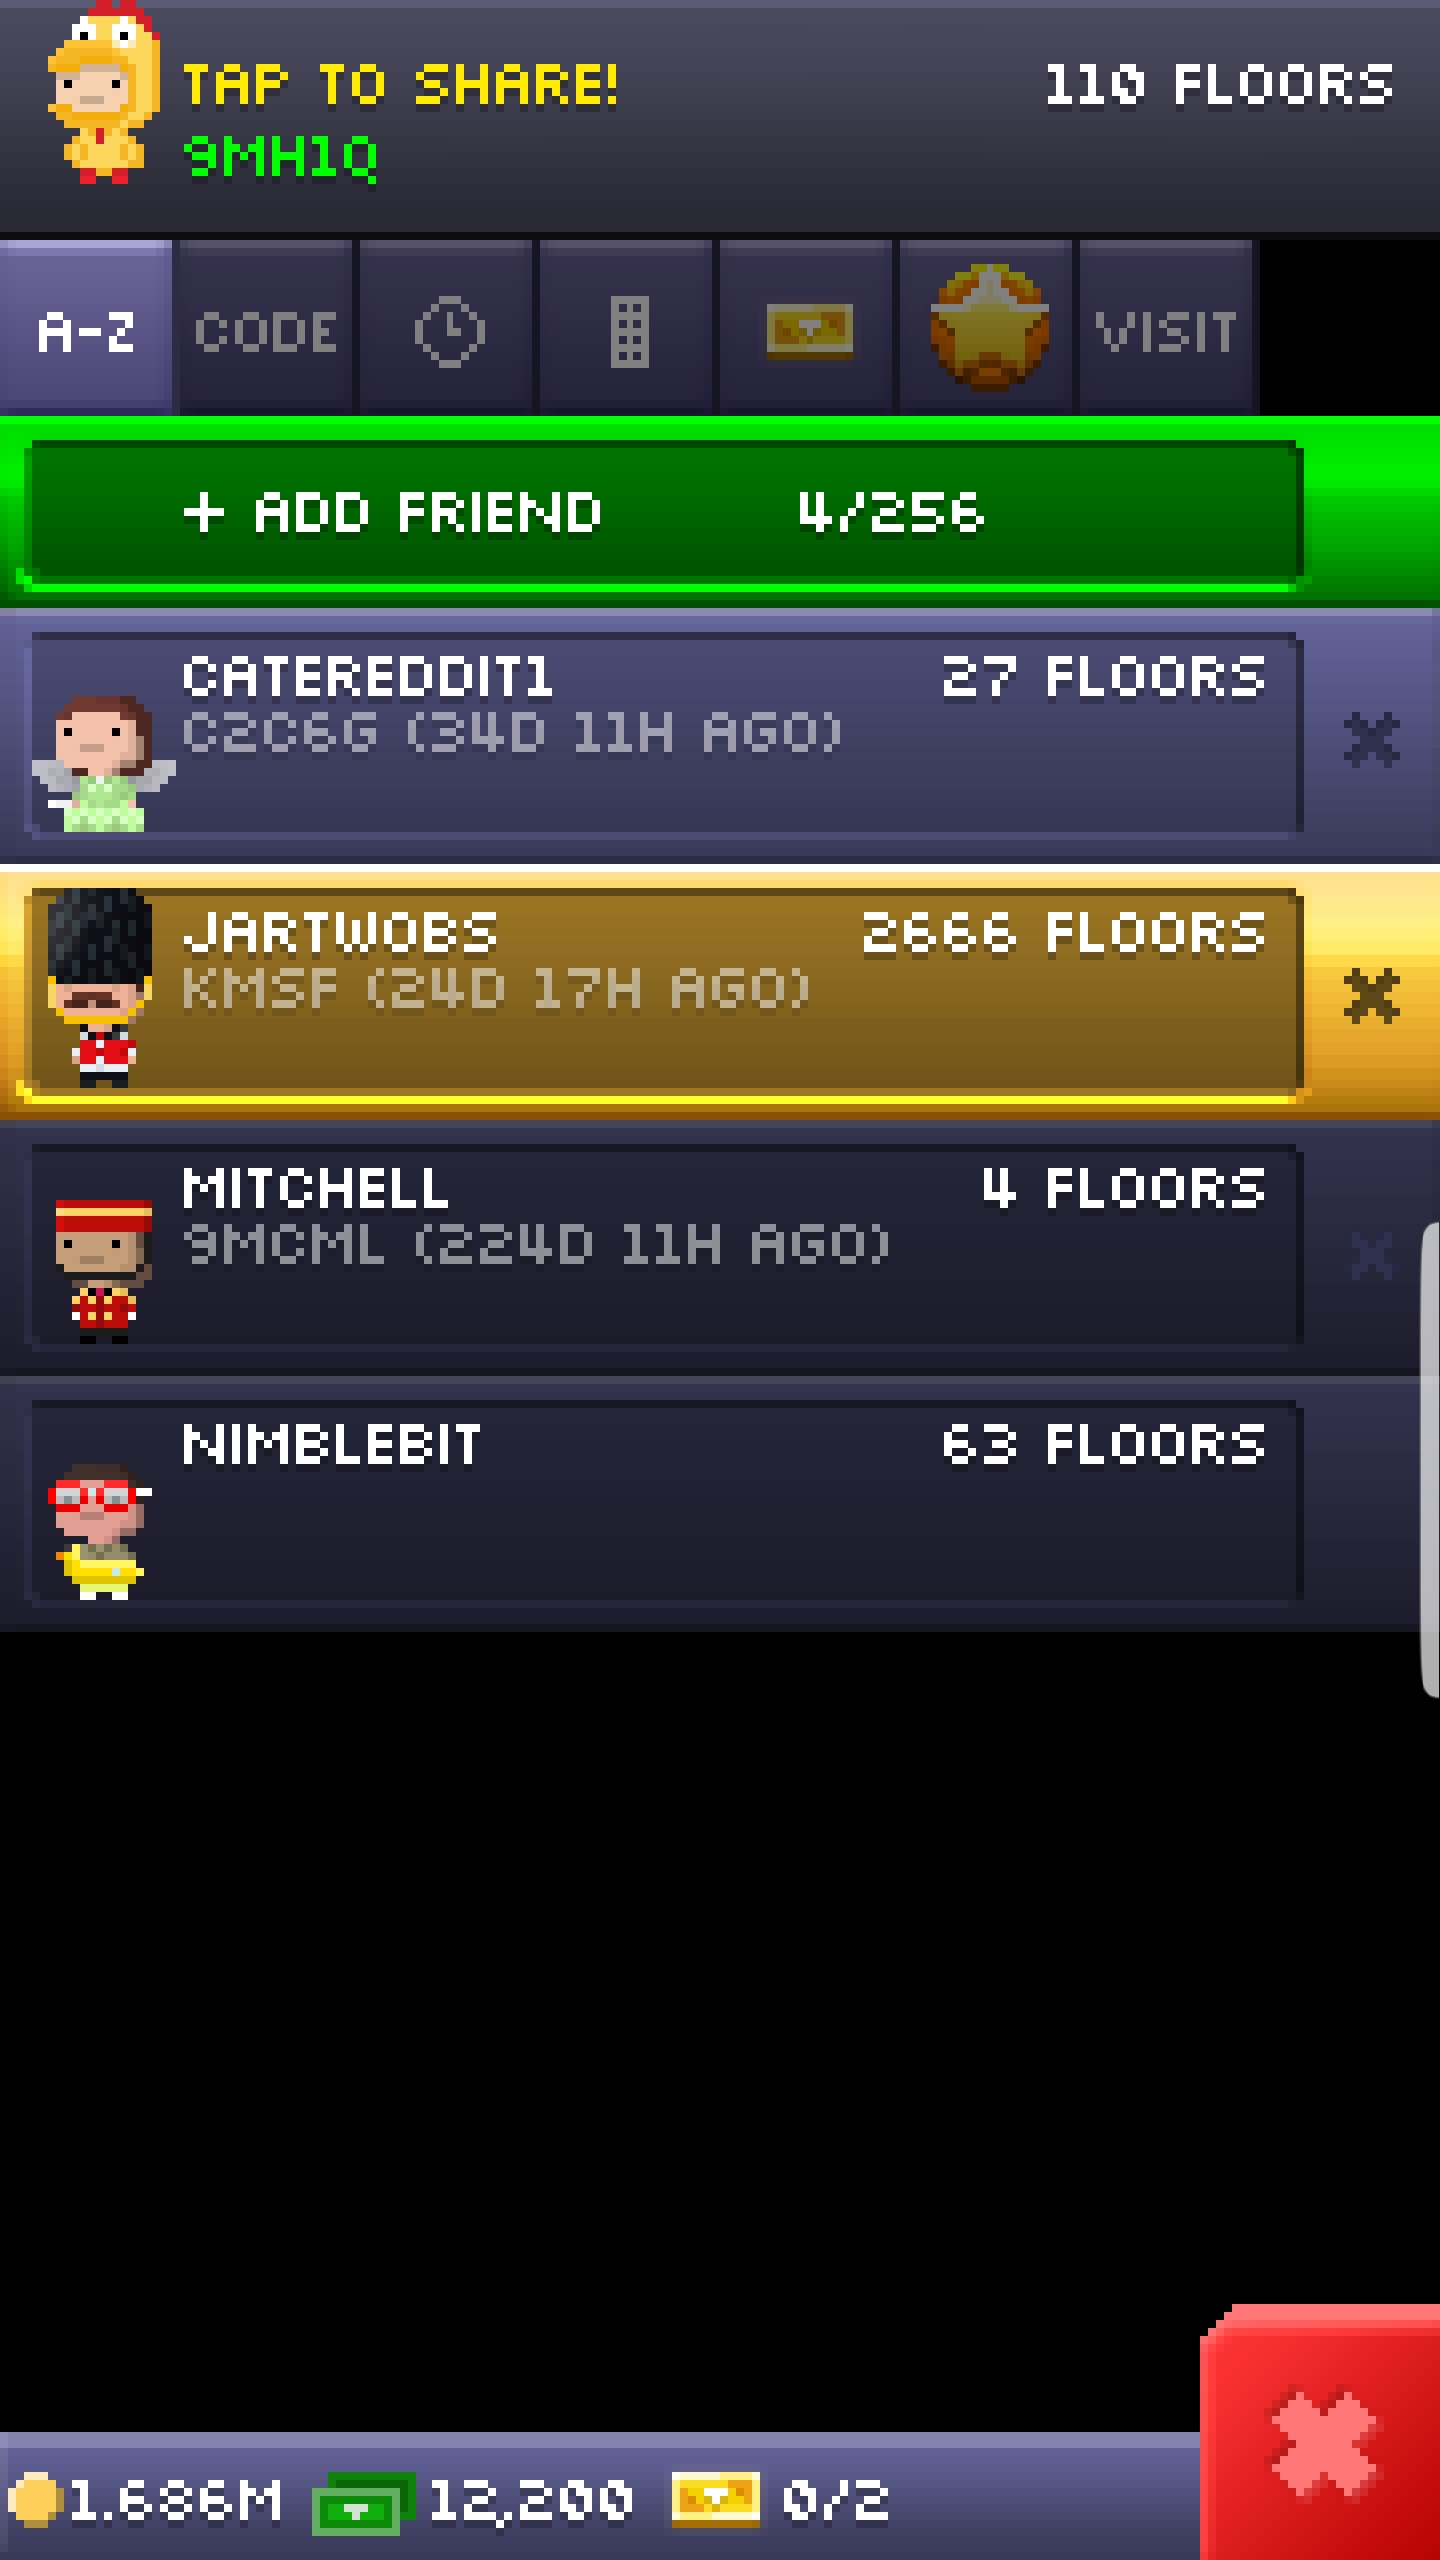 TAP TO SHARE! 110 FLOORS
9MH1Q
A-Z CODE VISIT
+ ADD FRIEND 4/256
CATEREDDIT1 27 FLOORS
C2C6G (34D 11H AGO)
JARTWOBS 2666 FLOORS
KMSF (24D 17H AGO)
MITCHELL 4 FLOORS
9MCML (224D 11H AGO)
NIMBLEBIT 63 FLOORS
1.686M 12,200 0/2